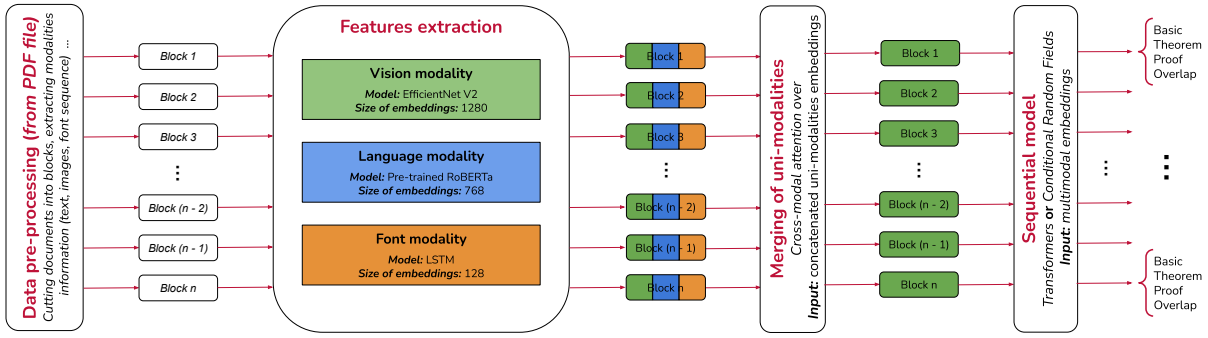 Data pre-processing (from PDF file)
Cutting documents into blocks, extracting modalities
information (text, images, font sequence) ...
Block 1
Block 2
Block 3
...
Block (n - 2)
Block (n - 1)
Block n
Features extraction
Vision modality
Model: EfficientNet V2
Size of embeddings: 1280
Language modality
Model: Pre-trained RoBERTa
Size of embeddings: 768
Font modality
Model: LSTM
Size of embeddings: 128
Block 1
Block 2
Block 3
...
Block (n - 2)
Block (n - 1)
Block n
Merging of uni-modalities
Cross-modal attention over
Input: concatenated uni-modalities embeddings
Block 1
Block 2
Block 3
...
Block (n - 2)
Block (n - 1)
Block n
Sequential model
Transformers or Conditional Random Fields
Input: multimodal embeddings
...
...
Basic
Theorem
Proof
Overlap
Basic
Theorem
Proof
Overlap